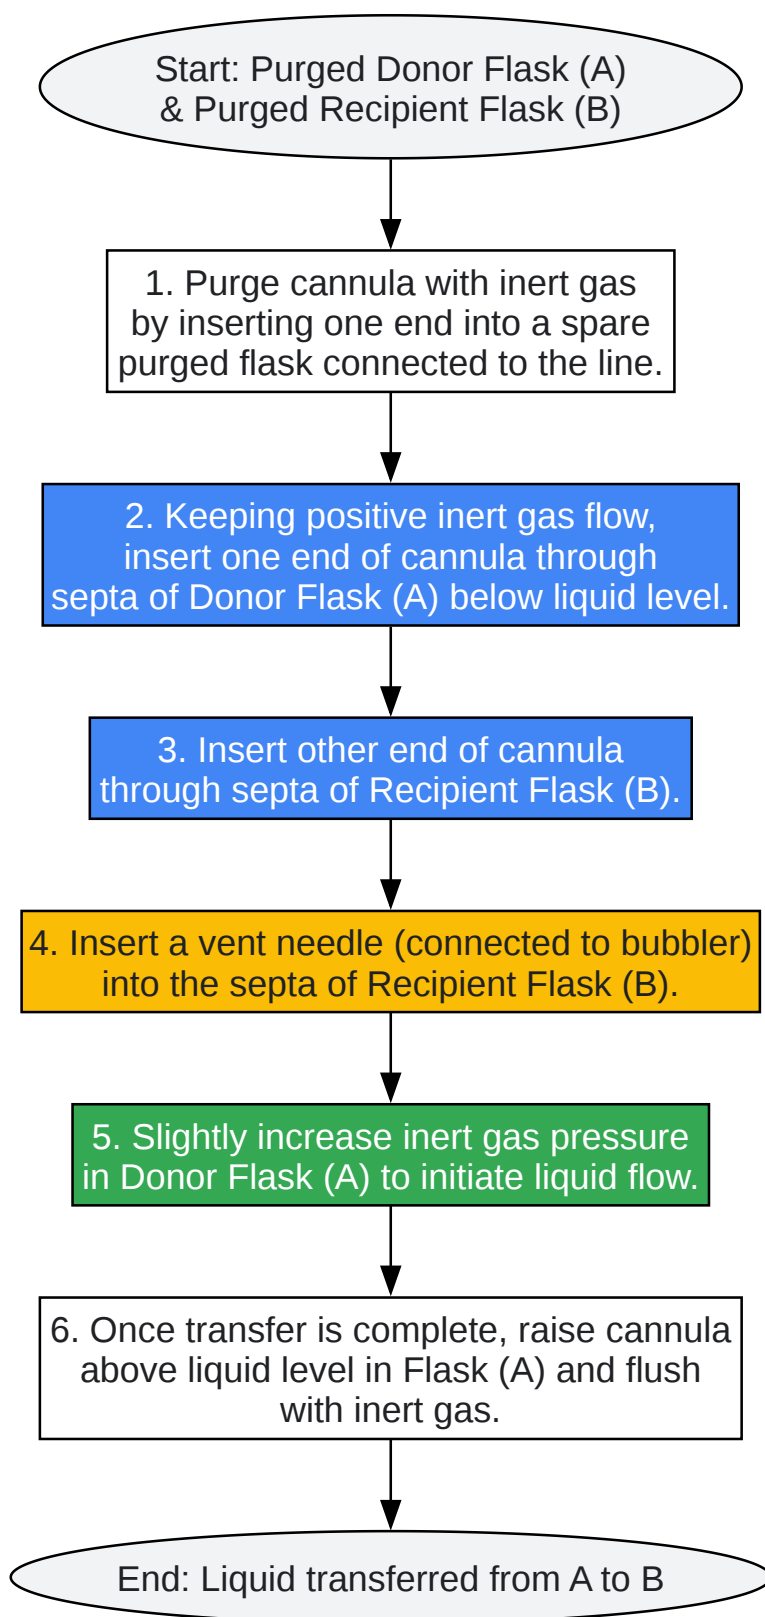 Start: Purged Donor Flask (A)
& Purged Recipient Flask (B)
1. Purge cannula with inert gas
by inserting one end into a spare
purged flask connected to the line.
2. Keeping positive inert gas flow,
insert one end of cannula through
septa of Donor Flask (A) below liquid level.
3. Insert other end of cannula
through septa of Recipient Flask (B).
4. Insert a vent needle (connected to bubbler)
into the septa of Recipient Flask (B).
5. Slightly increase inert gas pressure
in Donor Flask (A) to initiate liquid flow.
6. Once transfer is complete, raise cannula
above liquid level in Flask (A) and flush
with inert gas.
End: Liquid transferred from A to B